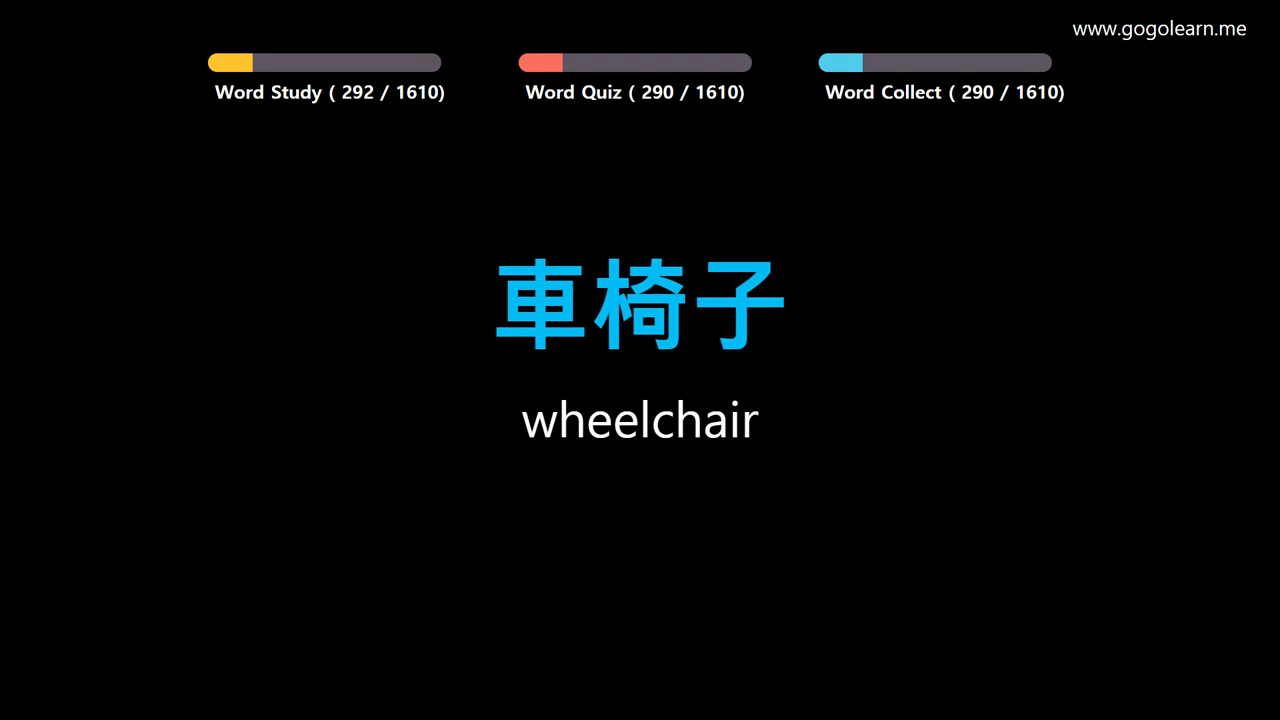 www.gogolearn.me
Word Study ( 292 / 1610)
Word Quiz ( 290 / 1610)
Word Collect ( 290 / 1610)
車椅子
wheelchair